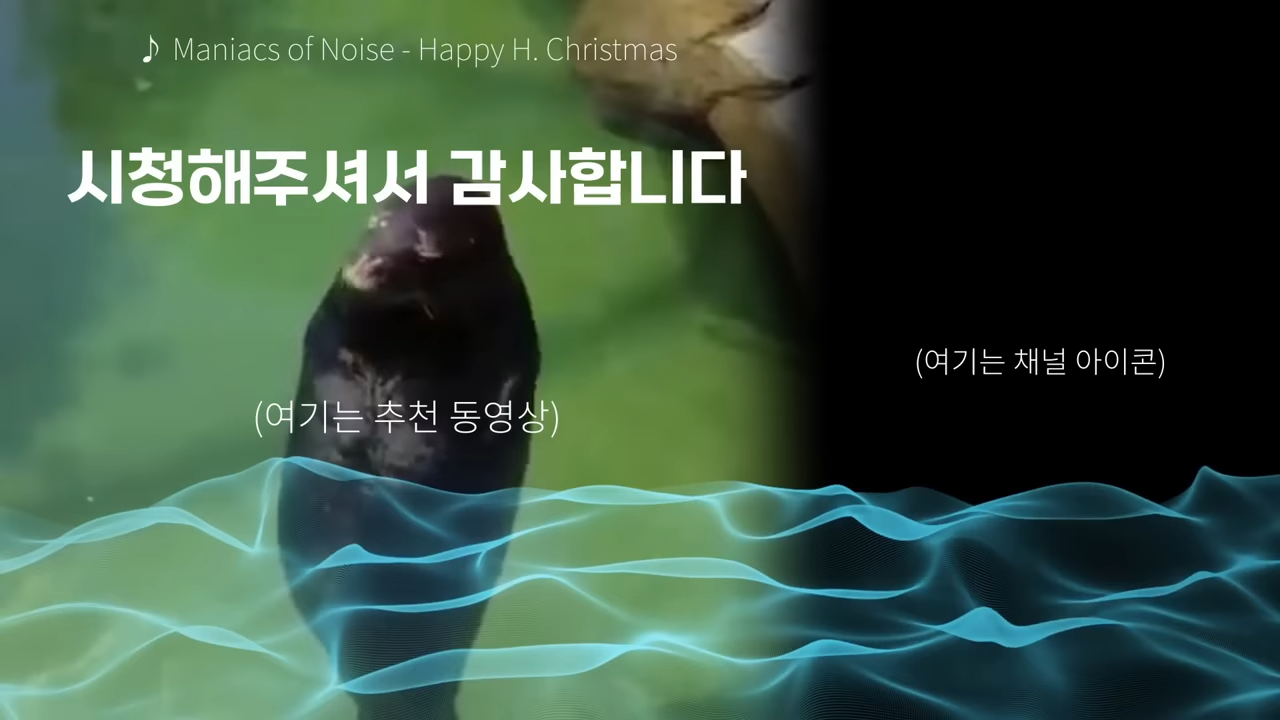 ♪ Maniacs of Noise - Happy H. Christmas
시청해주셔서 감사합니다
(여기는 채널 아이콘)
(여기는 추천 동영상)